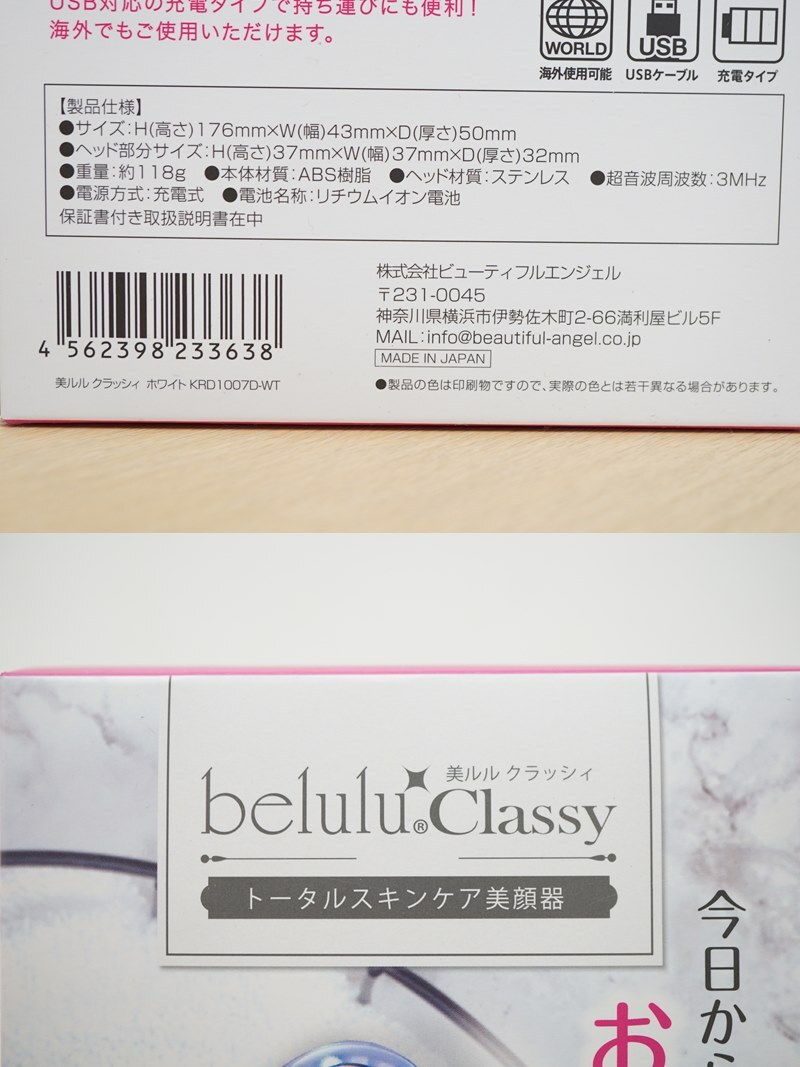 USB対応の充電タイプで持ち運びにも便利！
海外でもご使用いただけます。
WORLD
USB
海外使用可能
USBケーブル
充電タイプ
【製品仕様】
●サイズ：H(高さ)176mm×W(幅)43mm×D(厚さ)50mm
●ヘッド部分サイズ：H(高さ)37mm×W(幅)37mm×D(厚さ)32mm
●重量：約118g ●本体材質：ABS樹脂 ●ヘッド材質：ステンレス ●超音波周波数：3MHz
●電源方式：充電式 ●電池名称：リチウムイオン電池
保証書付き取扱説明書在中
4 562398 233638
美ルル クラッシィ ホワイト KRD1007D-WT
株式会社ビューティフルエンジェル
〒231-0045
神奈川県横浜市伊勢佐木町2-66満利屋ビル5F
MAIL：info@beautiful-angel.co.jp
MADE IN JAPAN
●製品の色は印刷物ですので、実際の色とは若干異なる場合があります。
美ルル クラッシィ
belulu® Classy
トータルスキンケア美顔器
今日から
お